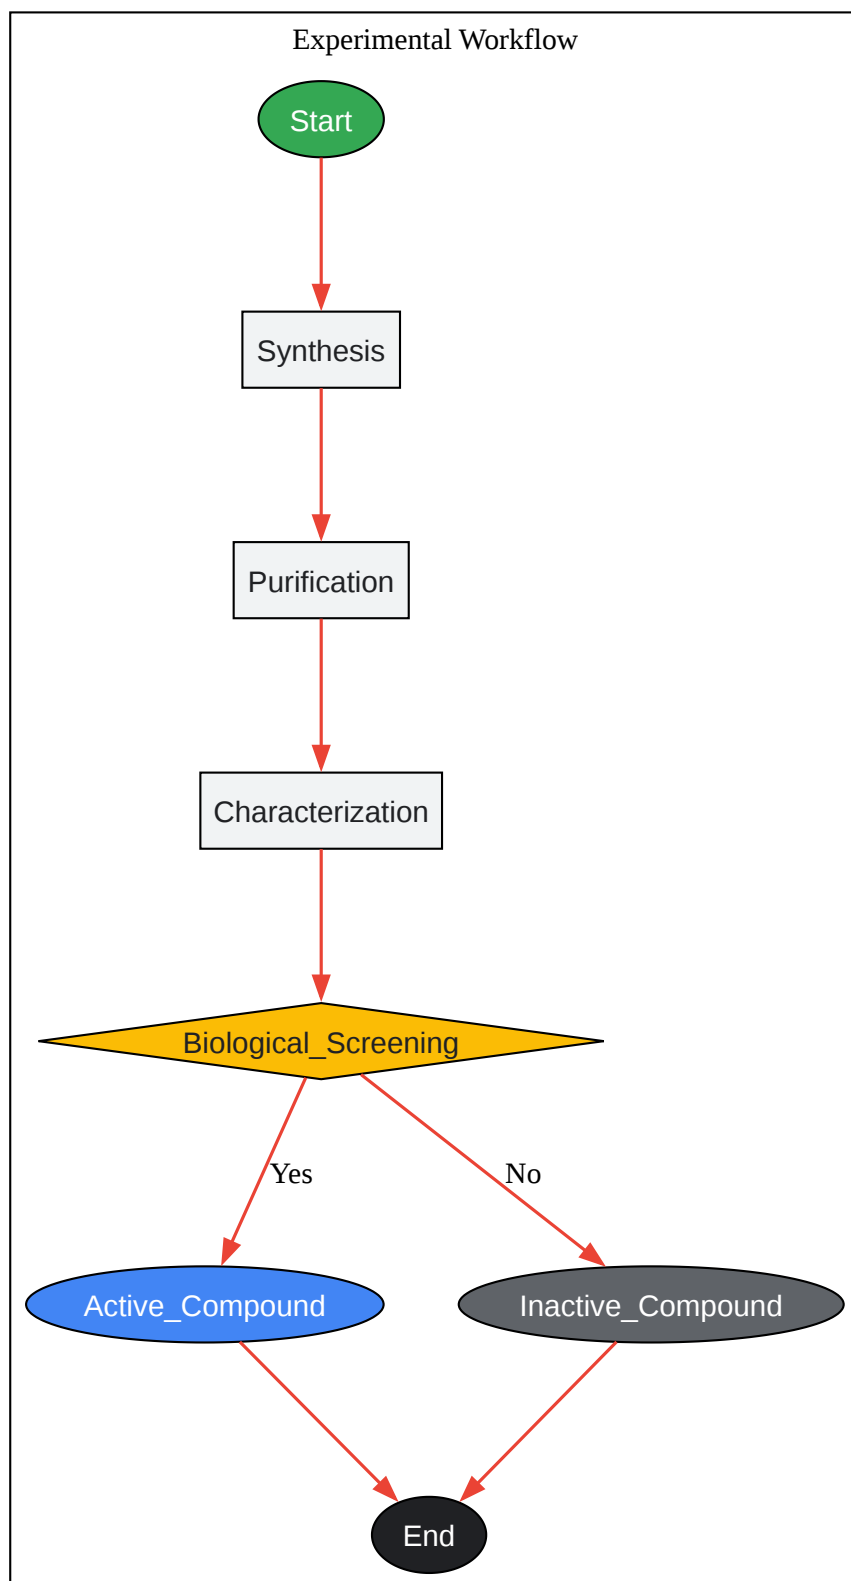 Experimental Workflow
Start
Synthesis
Purification
Characterization
Biological_Screening
Yes
No
Active_Compound
Inactive_Compound
End